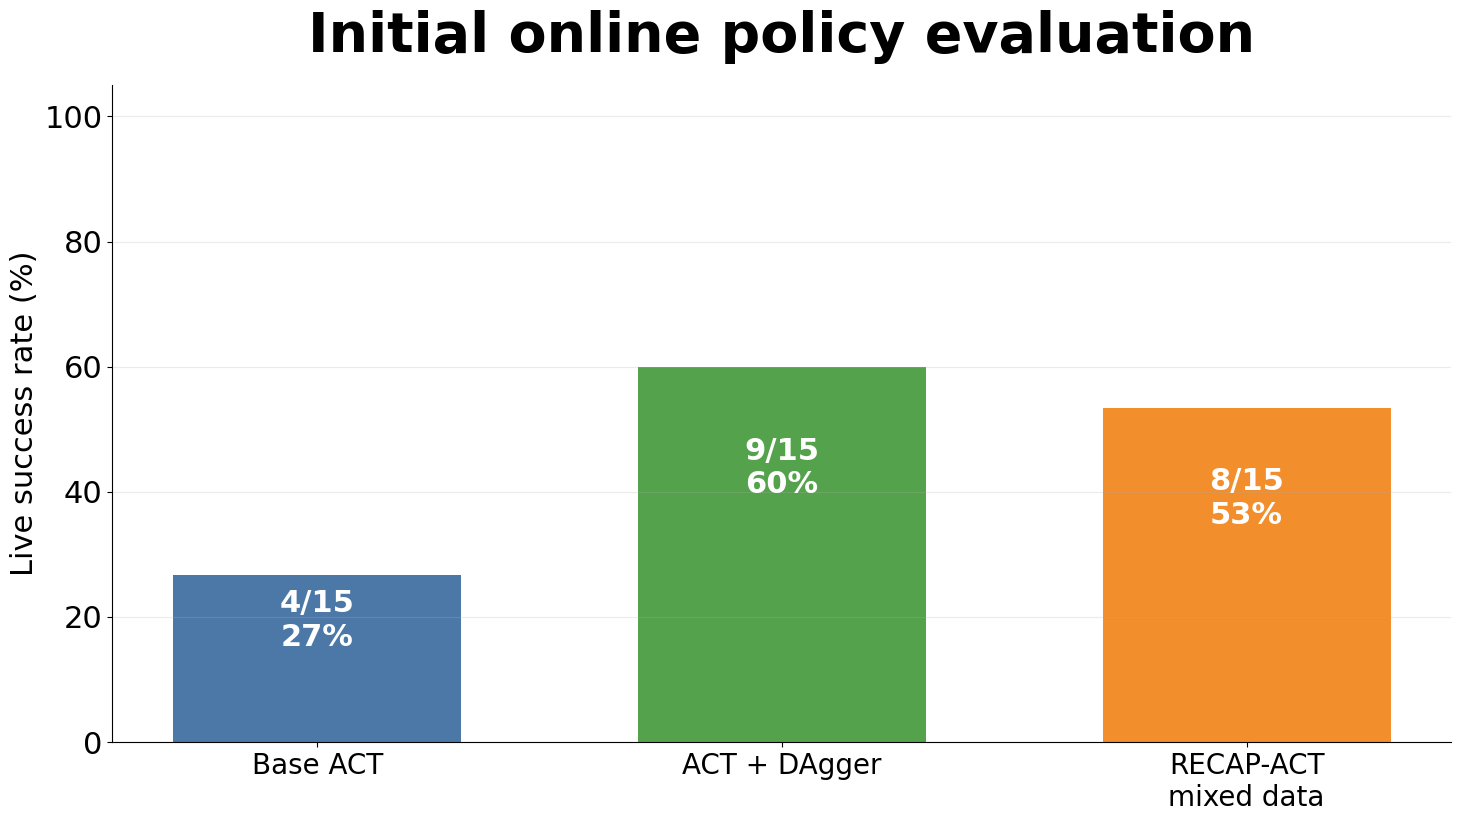 Initial online policy evaluation
Live success rate (%)
100
80
60
40
20
0
4/15
27%
9/15
60%
8/15
53%
Base ACT
ACT + DAgger
RECAP-ACT
mixed data